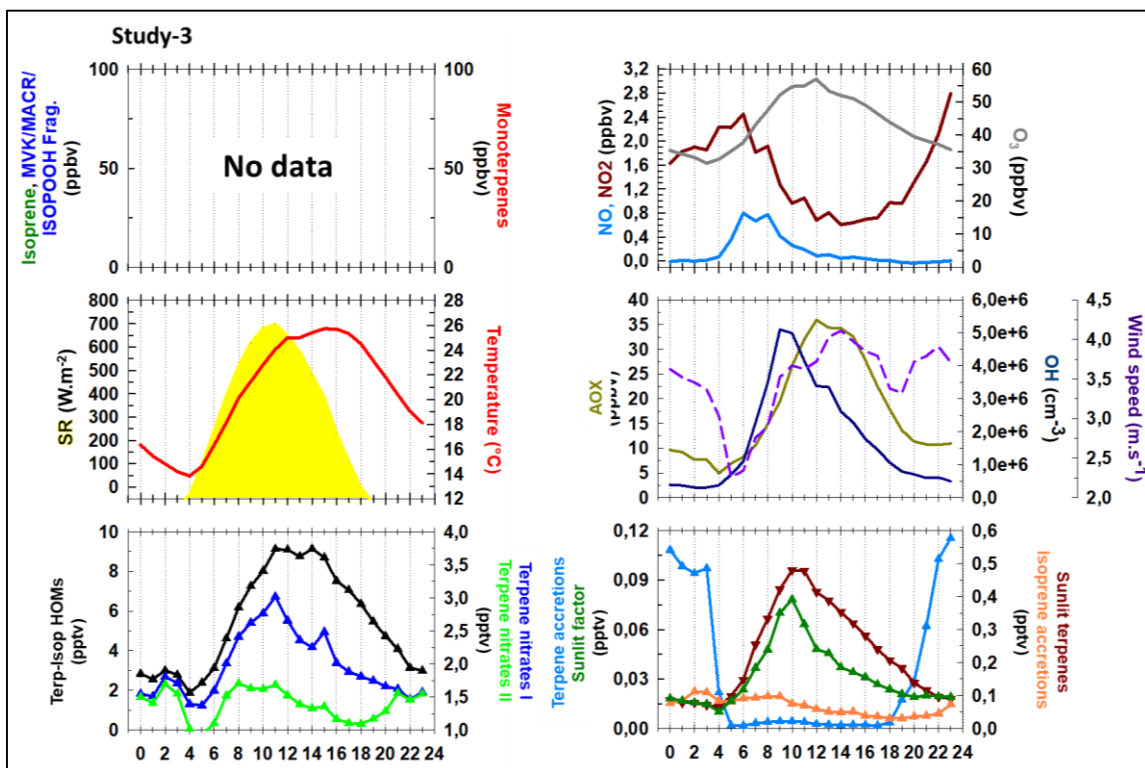 Study-3
Isoprene, MVK/MACR/
ISOPOOH Frag.
(ppbv)
100
50
0
No data
100
50
0
Monoterpenes
(ppbv)
NO, NO2 (ppbv)
3,2
2,8
2,4
2,0
1,6
1,2
0,8
0,4
0,0
60
50
40
30
20
10
0
O3
(ppbv)
SR (W.m-2)
800
700
600
500
400
300
200
100
0
28
26
24
22
20
18
16
14
12
Temperature (°C)
AOX
40
35
30
25
20
15
10
5
0
6,0e+6
5,0e+6
4,0e+6
3,0e+6
2,0e+6
1,0e+6
0,0
OH
(cm-3)
4,5
4,0
3,5
3,0
2,5
2,0
Wind speed (m.s-1)
Terp-Isop HOMs
(pptv)
10
8
6
4
2
0
4,0
3,5
3,0
2,5
2,0
1,5
1,0
Terpene nitrates I
Terpene nitrates II
(pptv)
0 2 4 6 8 10 12 14 16 18 20 22 24
Terpene accretions
Sunlit factor
0,12
0,09
0,06
0,03
0,00
0,6
0,5
0,4
0,3
0,2
0,1
0,0
Sunlit terpenes
Isoprene accretions
(pptv)
0 2 4 6 8 10 12 14 16 18 20 22 24